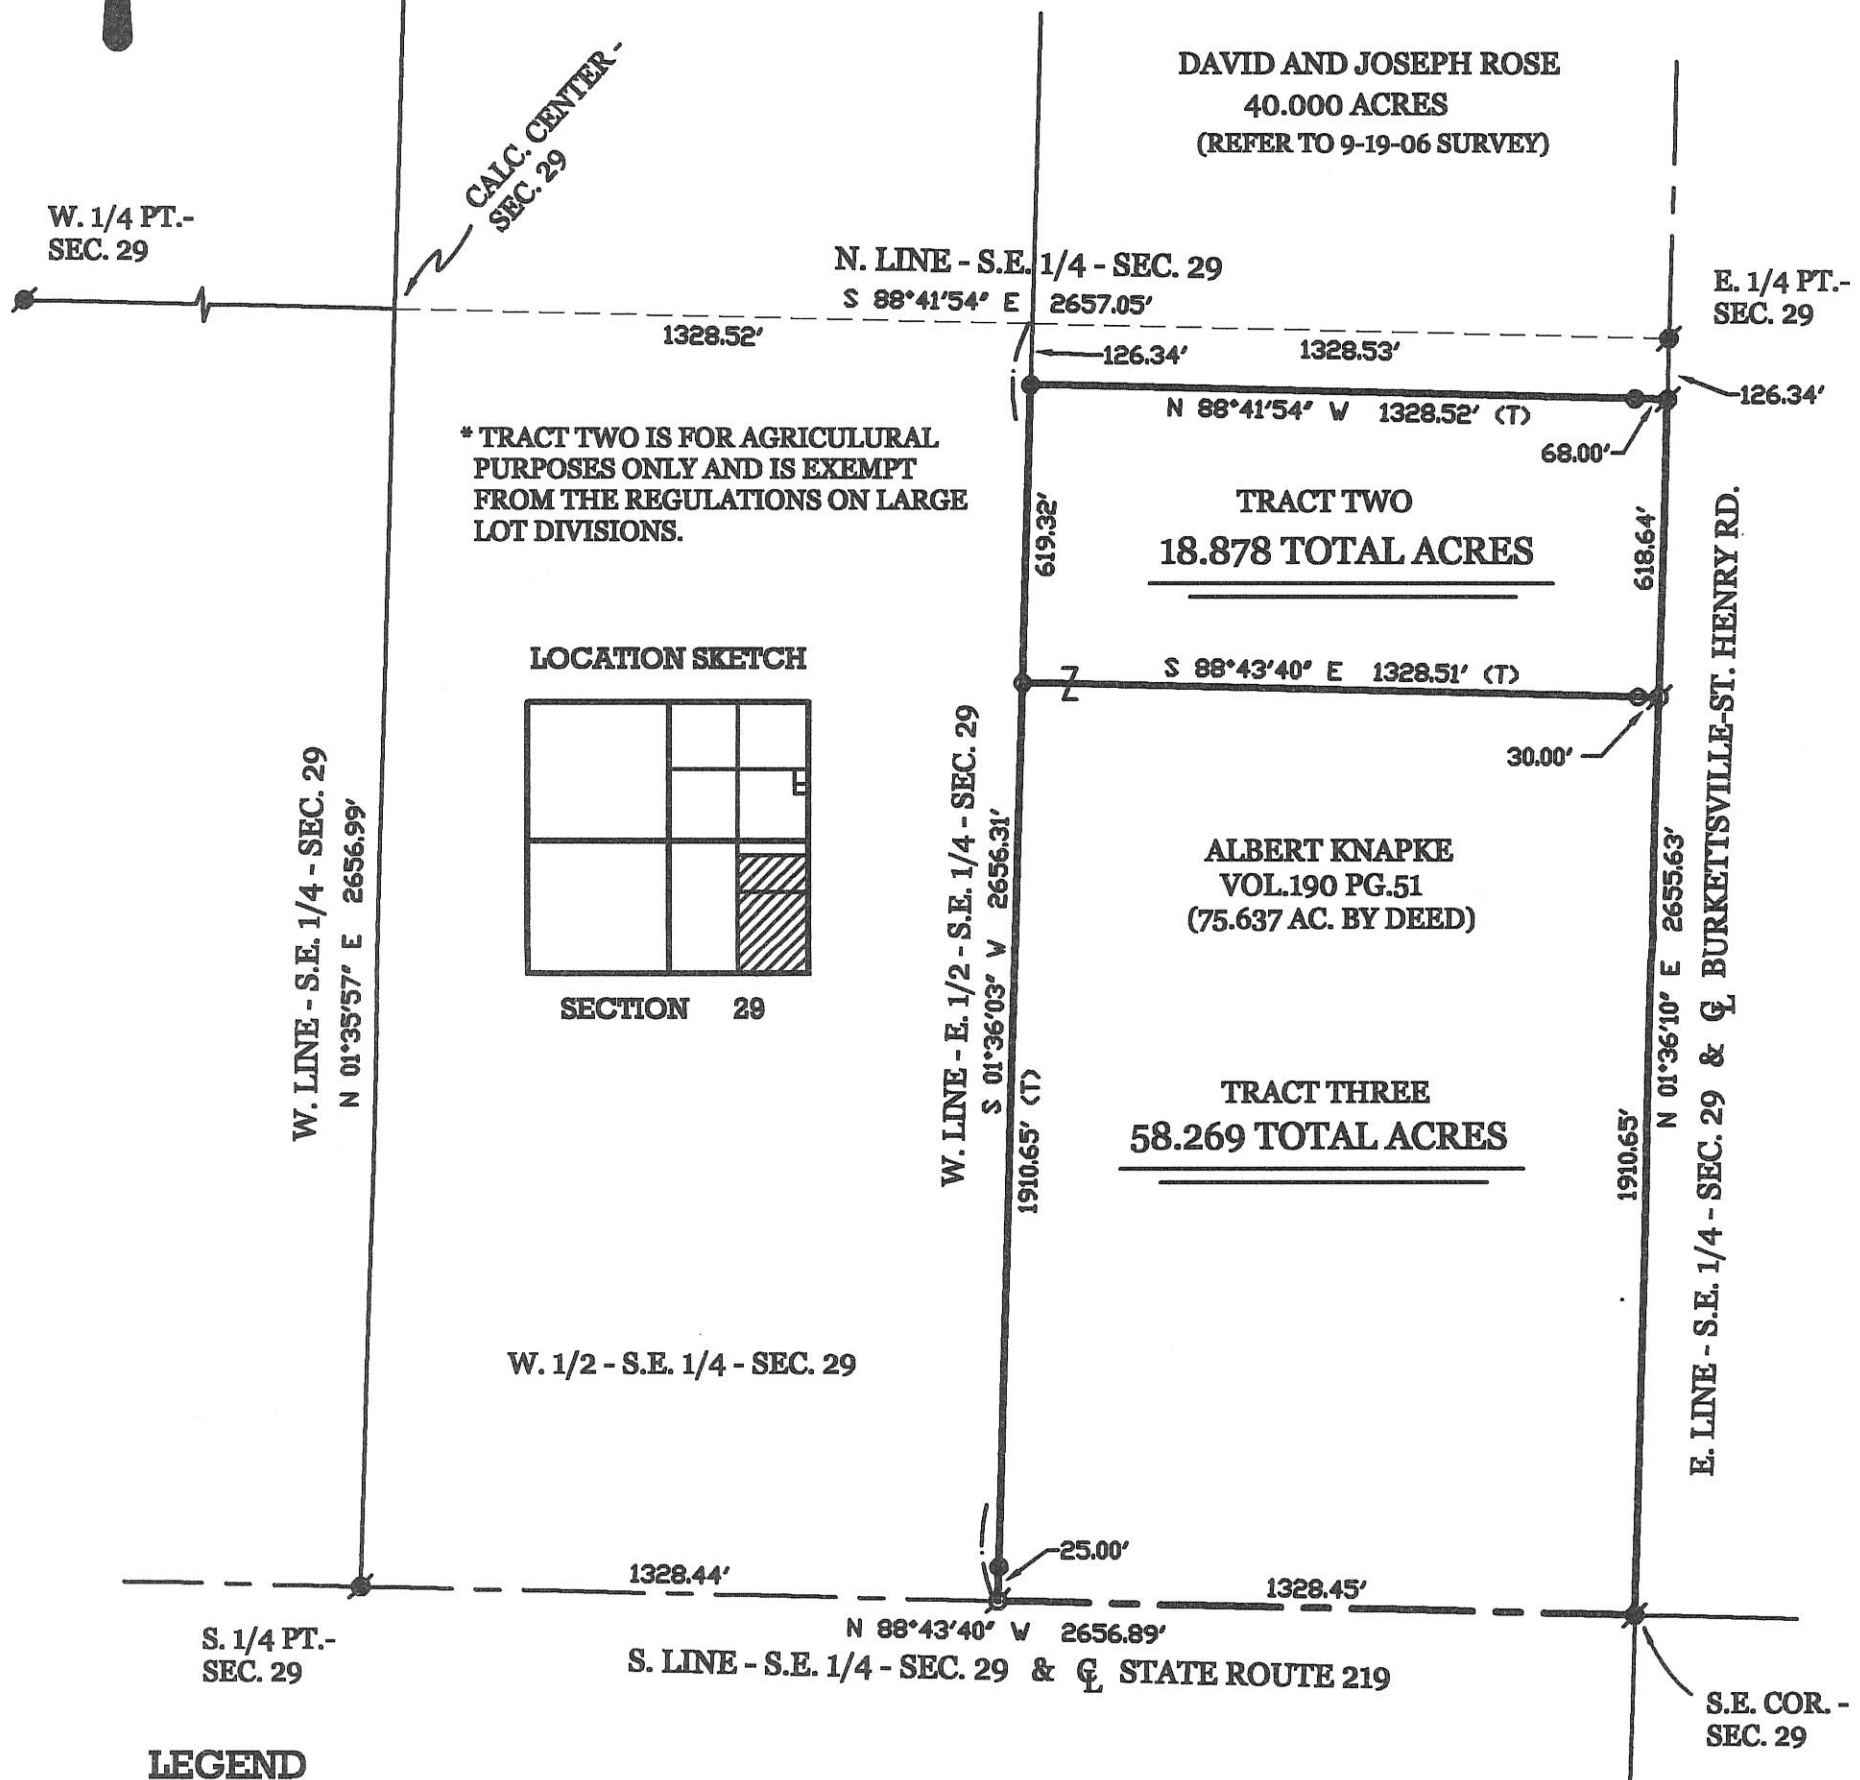 DAVID AND JOSEPH ROSE
40.000 ACRES
(REFER TO 9-19-06 SURVEY)
CALC. CENTER -
SEC. 29
W. 1/4 PT.-
SEC. 29
N. LINE - S.E. 1/4 - SEC. 29
S 88°41'54" E 2657.05'
E. 1/4 PT.-
SEC. 29
1328.52'
126.34'
1328.53'
126.34'
N 88°41'54" W 1328.52' (T)
68.00'
* TRACT TWO IS FOR AGRICULURAL
PURPOSES ONLY AND IS EXEMPT
FROM THE REGULATIONS ON LARGE
LOT DIVISIONS.
619.32'
TRACT TWO
18.878 TOTAL ACRES
618.64'
LOCATION SKETCH
SECTION 29
S 88°43'40" E 1328.51' (T)
30.00'
W. LINE - S.E. 1/4 - SEC. 29
N 01°35'57" E 2656.99'
W. LINE - E. 1/2 - S.E. 1/4 - SEC. 29
S 01°36'03" W 2656.31'
1910.65' (T)
ALBERT KNAPKE
VOL.190 PG.51
(75.637 AC. BY DEED)
TRACT THREE
58.269 TOTAL ACRES
1910.65'
N 01°36'10" E 2655.63'
E. LINE - S.E. 1/4 - SEC. 29 & ℄ BURKETTSVILLE-ST. HENRY RD.
W. 1/2 - S.E. 1/4 - SEC. 29
25.00'
1328.44'
1328.45'
N 88°43'40" W 2656.89'
S. LINE - S.E. 1/4 - SEC. 29 & ℄ STATE ROUTE 219
S. 1/4 PT.-
SEC. 29
S.E. COR. -
SEC. 29
LEGEND